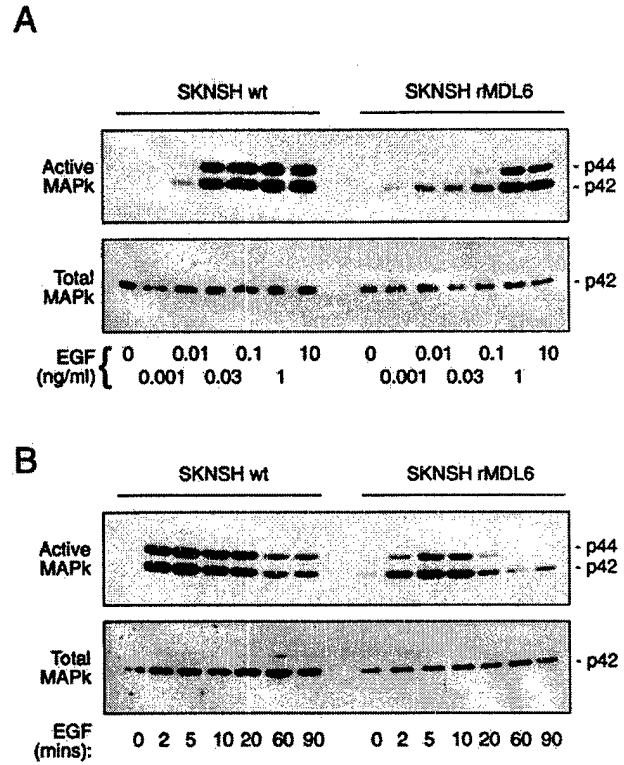 A
SKNSH wt SKNSH rMDL6
Active MAPk
- p44
- p42
Total MAPk
- p42
EGF (ng/ml) {
0 0.01 0.1 10 0 0.01 0.1 10
0.001 0.03 1 0.001 0.03 1
B
SKNSH wt SKNSH rMDL6
Active MAPk
- p44
- p42
Total MAPk
- p42
EGF (mins): 0 2 5 10 20 60 90 0 2 5 10 20 60 90